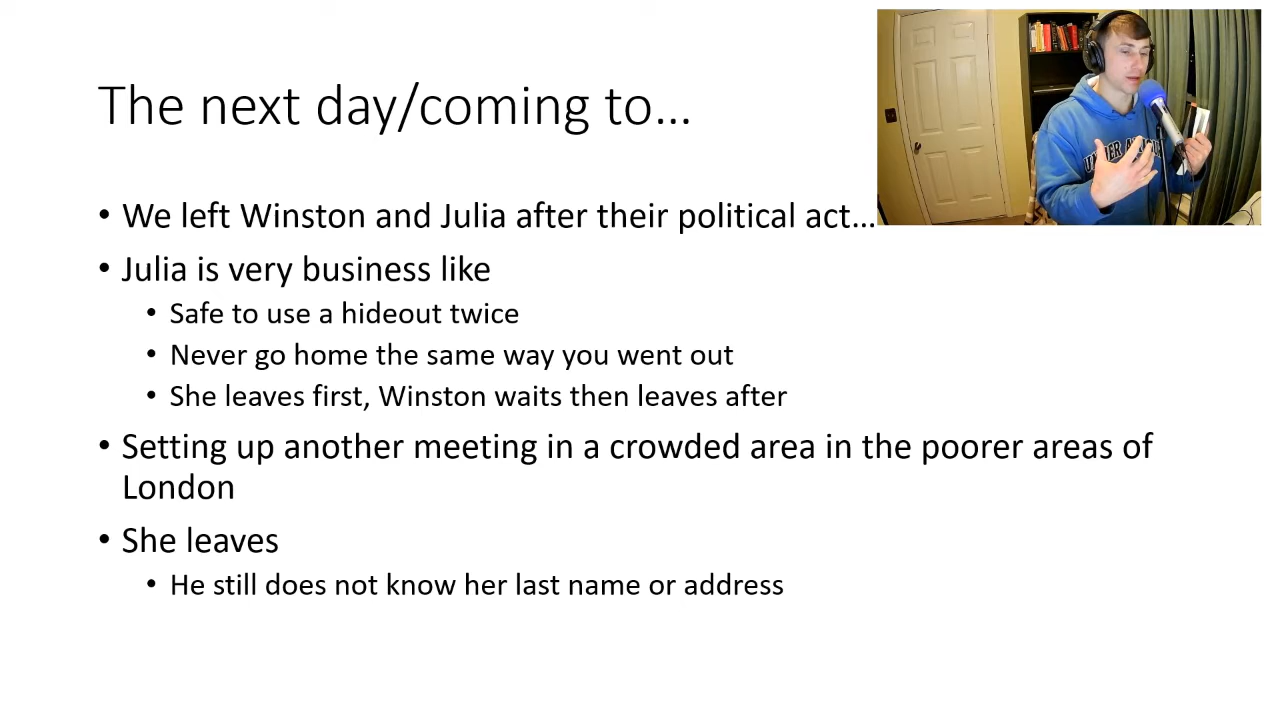 The next day/coming to...
• We left Winston and Julia after their political act...
• Julia is very business like
• Safe to use a hideout twice
• Never go home the same way you went out
• She leaves first, Winston waits then leaves after
• Setting up another meeting in a crowded area in the poorer areas of
London
• She leaves
• He still does not know her last name or address